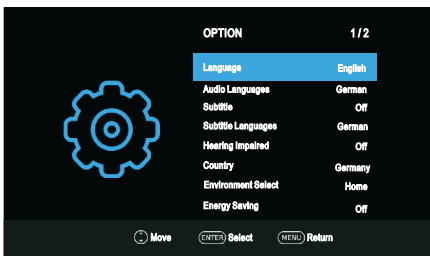 OPTION 1 / 2
Language English
Audio Languages German
Subtitle Off
Subtitle Languages German
Hearing Impaired Off
Country Germany
Environment Select Home
Energy Saving Off
Move ENTER Select MENU Return